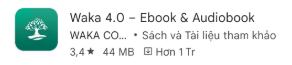 Waka 4.0 – Ebook & Audiobook
WAKA CO... • Sách và Tài liệu tham khảo
3,4★ 44 MB Hơn 1 Tr